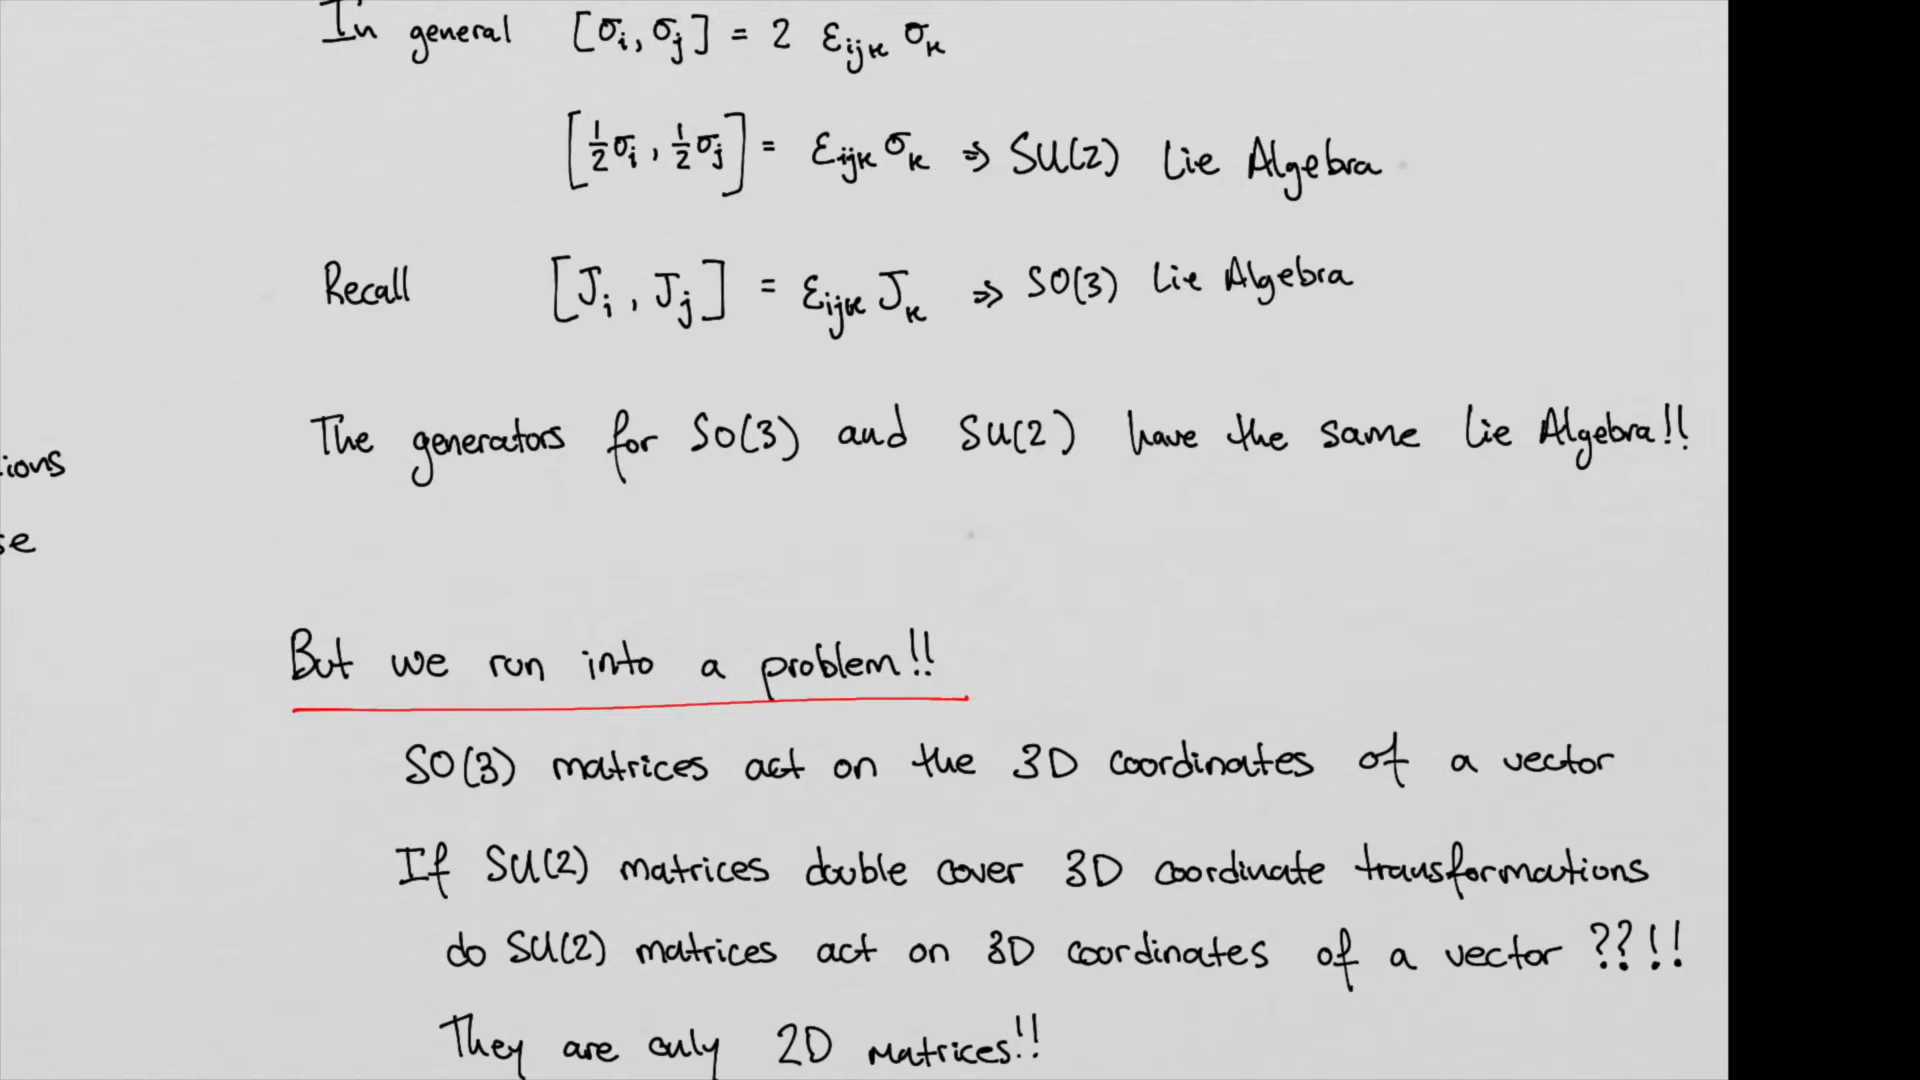 In general [σᵢ, σⱼ] = 2 εᵢⱼₖ σₖ
[½σᵢ, ½σⱼ] = εᵢⱼₖ σₖ ⇒ SU(2) Lie Algebra
Recall [Jᵢ, Jⱼ] = εᵢⱼₖ Jₖ ⇒ SO(3) Lie Algebra
The generators for SO(3) and SU(2) have the same Lie Algebra!!
ions
se
But we run into a problem!!
SO(3) matrices act on the 3D coordinates of a vector
If SU(2) matrices double cover 3D coordinate transformations
do SU(2) matrices act on 3D coordinates of a vector ??!!
They are only 2D matrices!!